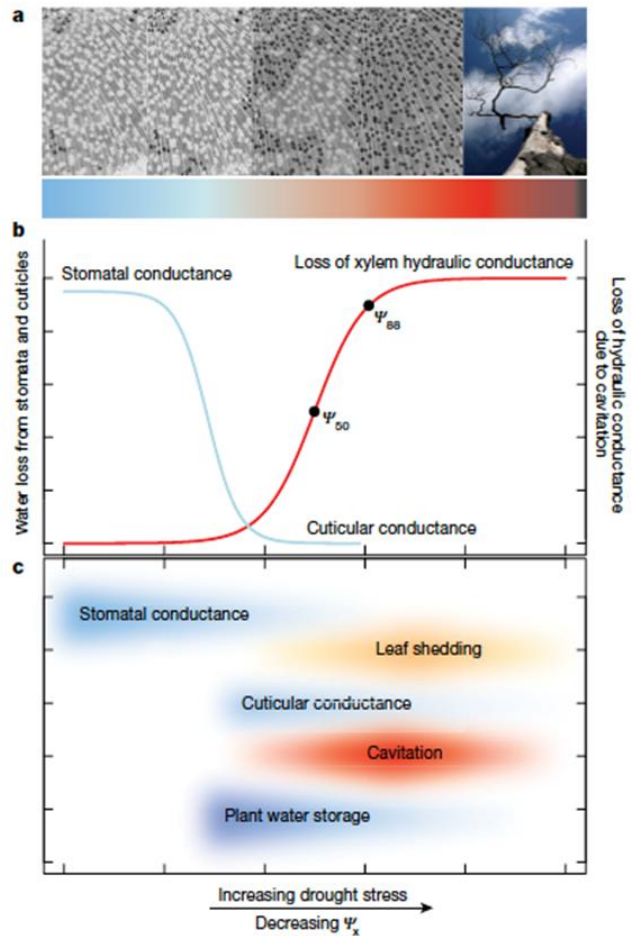 a
b
Stomatal conductance
Loss of xylem hydraulic conductance
Ψ88
Ψ50
Cuticular conductance
Water loss from stomata and cuticles
Loss of hydraulic conductance
due to cavitation
c
Stomatal conductance
Leaf shedding
Cuticular conductance
Cavitation
Plant water storage
Increasing drought stress
Decreasing Ψx